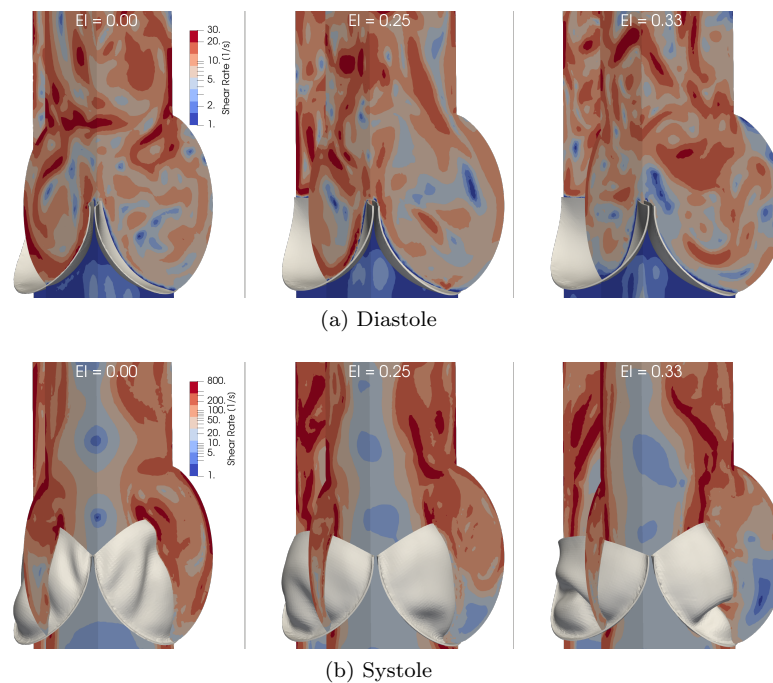 EI = 0.00
EI = 0.25
EI = 0.33
30.
20.
10.
5.
2.
1.
Shear Rate (1/s)
(a) Diastole
EI = 0.00
EI = 0.25
EI = 0.33
800.
200.
100.
50.
20.
10.
5.
1.
Shear Rate (1/s)
(b) Systole